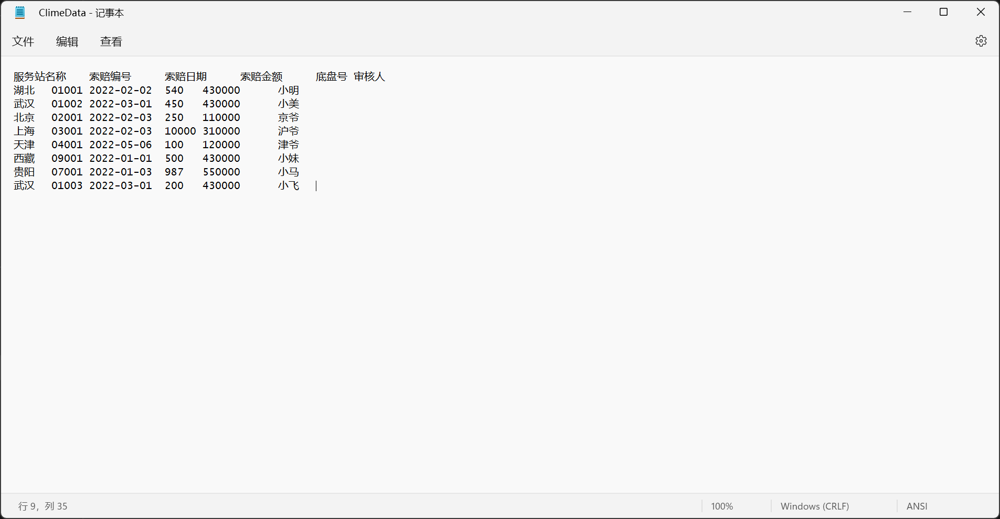 ClimeData - 记事本
文件 编辑 查看
服务站名称 索赔编号 索赔日期 索赔金额 底盘号 审核人
湖北 01001 2022-02-02 540 430000 小明
武汉 01002 2022-03-01 450 430000 小美
北京 02001 2022-02-03 250 110000 京爷
上海 03001 2022-02-03 10000 310000 沪爷
天津 04001 2022-05-06 100 120000 津爷
西藏 09001 2022-01-01 500 430000 小妹
贵阳 07001 2022-01-03 987 550000 小马
武汉 01003 2022-03-01 200 430000 小飞
行 9，列 35 100% Windows (CRLF) ANSI